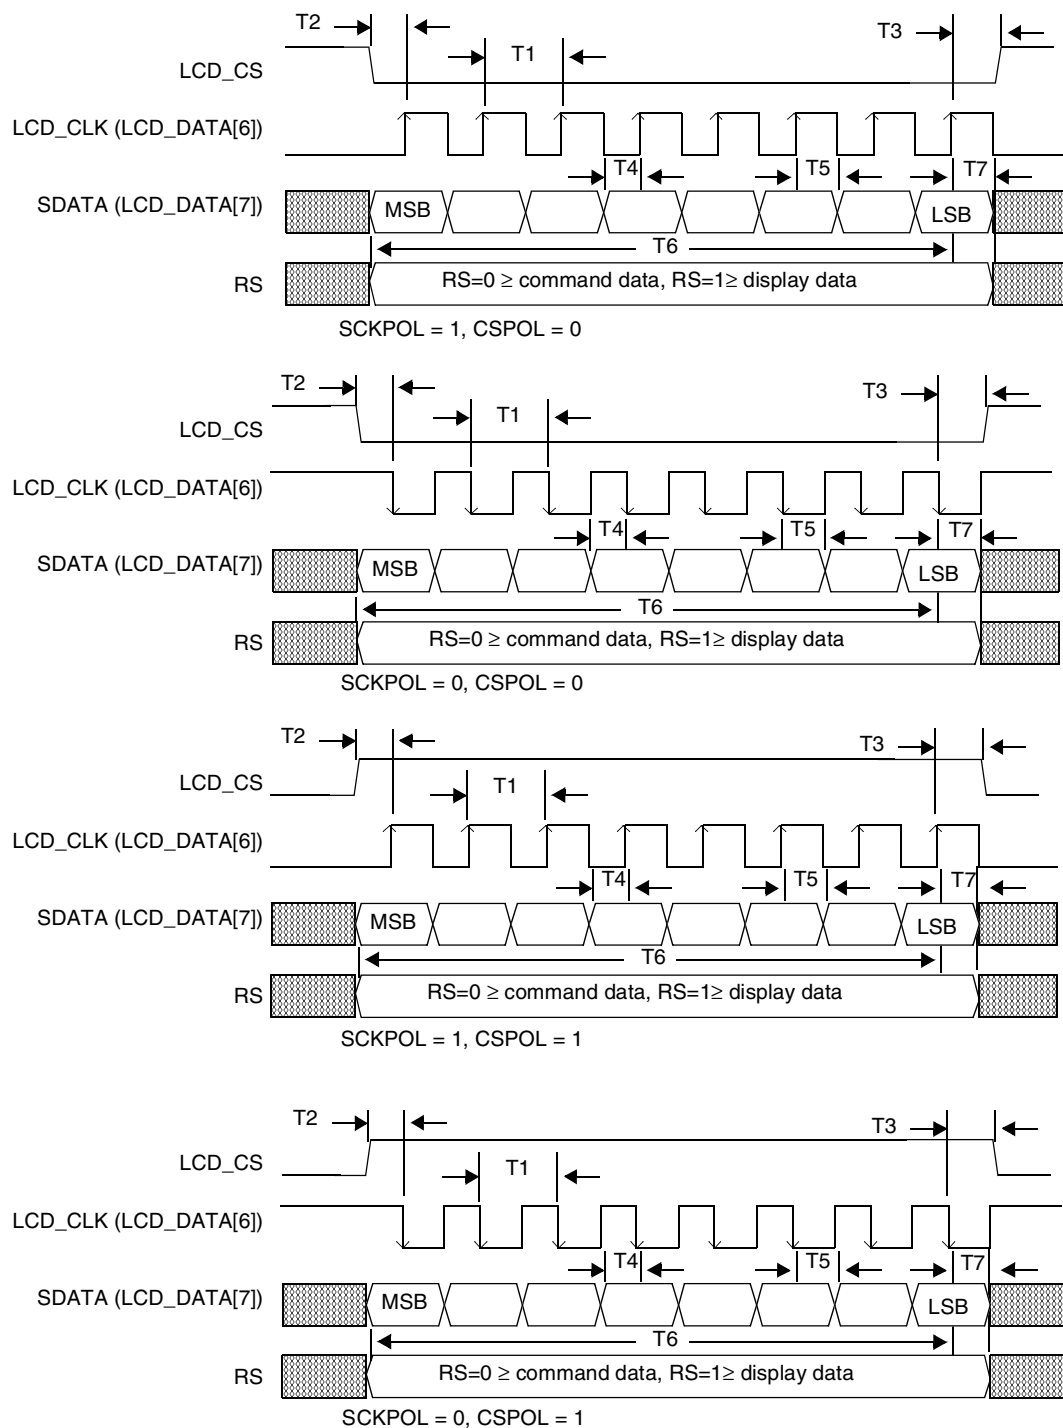 T2
T3
T1
LCD_CS
LCD_CLK (LCD_DATA[6])
T4
T5
T7
SDATA (LCD_DATA[7])
MSB
LSB
T6
RS
RS=0 ≥ command data, RS=1≥ display data
SCKPOL = 1, CSPOL = 0
T2
T3
T1
LCD_CS
LCD_CLK (LCD_DATA[6])
T4
T5
T7
SDATA (LCD_DATA[7])
MSB
LSB
T6
RS
RS=0 ≥ command data, RS=1≥ display data
SCKPOL = 0, CSPOL = 0
T2
T3
T1
LCD_CS
LCD_CLK (LCD_DATA[6])
T4
T5
T7
SDATA (LCD_DATA[7])
MSB
LSB
T6
RS
RS=0 ≥ command data, RS=1≥ display data
SCKPOL = 1, CSPOL = 1
T2
T3
T1
LCD_CS
LCD_CLK (LCD_DATA[6])
T4
T5
T7
SDATA (LCD_DATA[7])
MSB
LSB
T6
RS
RS=0 ≥ command data, RS=1≥ display data
SCKPOL = 0, CSPOL = 1